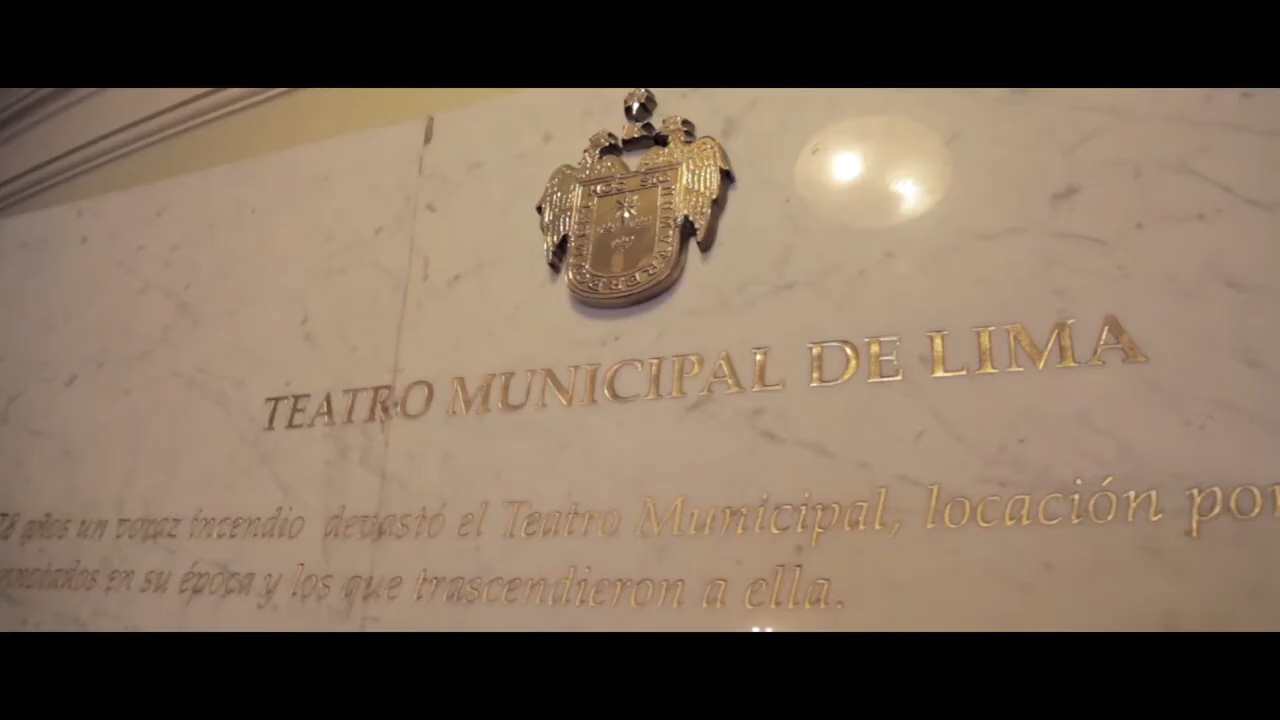 TEATRO MUNICIPAL DE LIMA
78 años un voraz incendio devastó el Teatro Municipal, locación por
en su época y los que trascendieron a ella.